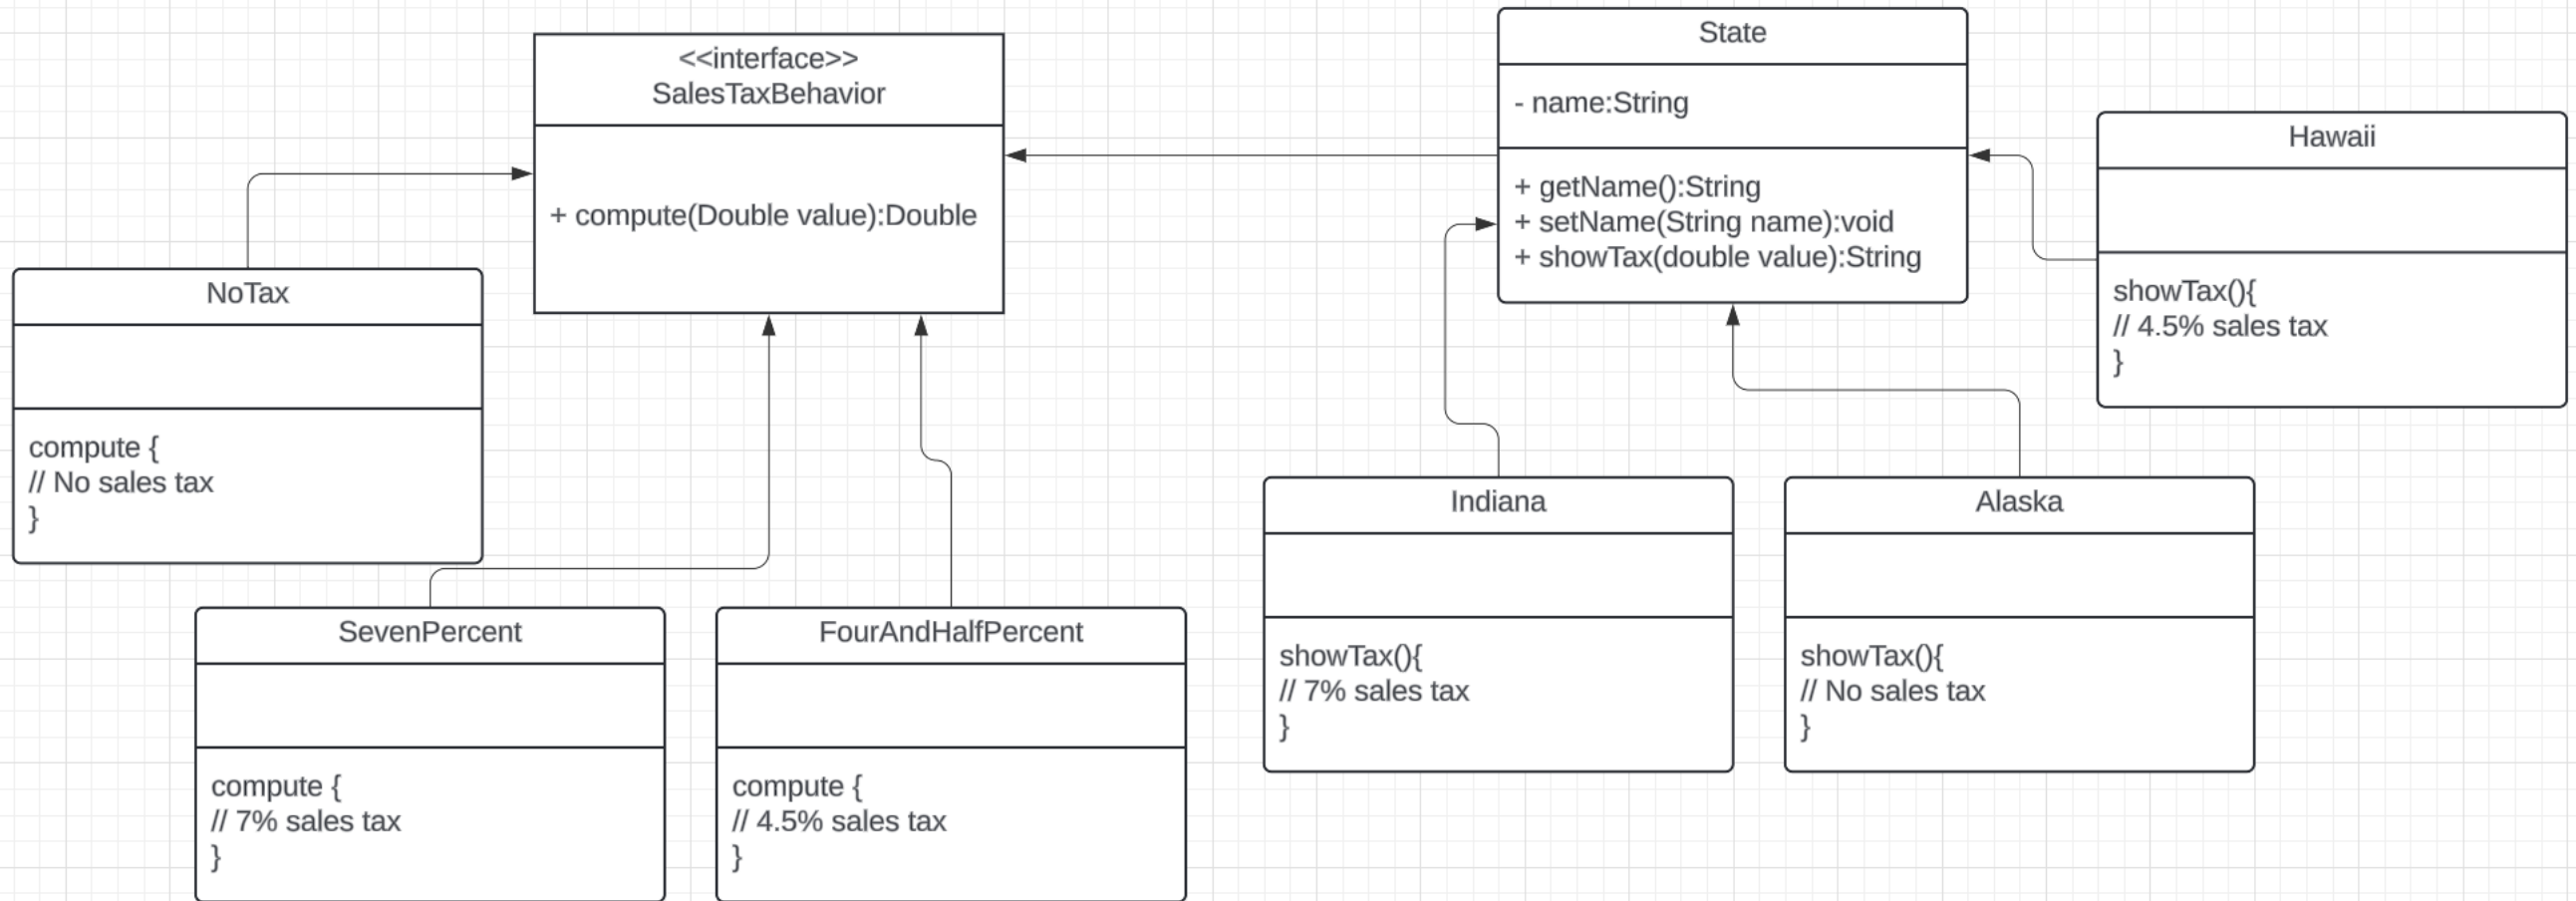 <<interface>>
SalesTaxBehavior
+ compute(Double value):Double
State
- name:String
+ getName():String
+ setName(String name):void
+ showTax(double value):String
Hawaii
showTax(){
// 4.5% sales tax
}
NoTax
compute {
// No sales tax
}
SevenPercent
compute {
// 7% sales tax
}
FourAndHalfPercent
compute {
// 4.5% sales tax
}
Indiana
showTax(){
// 7% sales tax
}
Alaska
showTax(){
// No sales tax
}